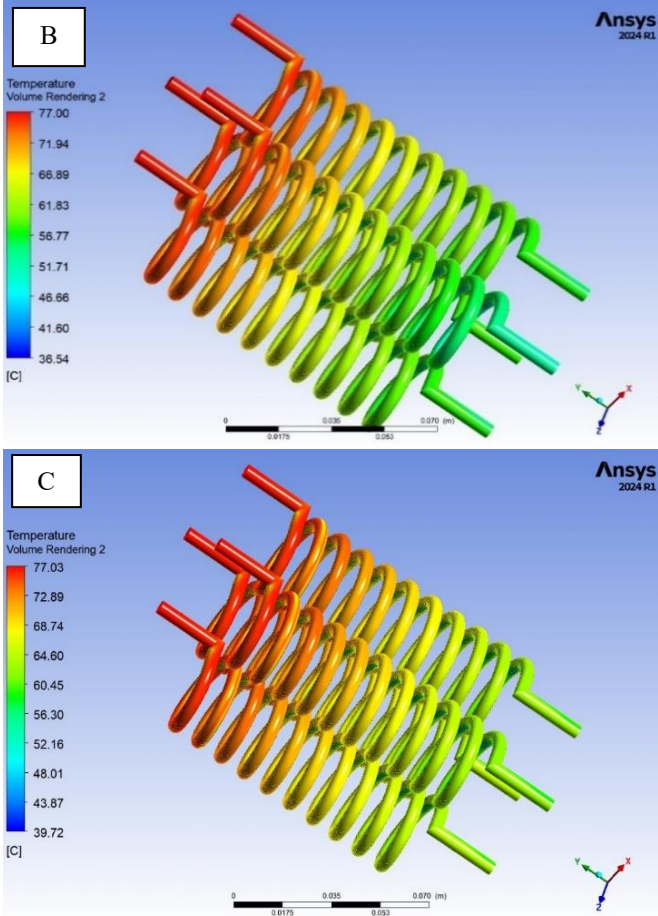 B
Ansys
2024 R1
Temperature
Volume Rendering 2
77.00
71.94
66.89
61.83
56.77
51.71
46.66
41.60
36.54
[C]
0 0.035 0.070 (m)
0.0175 0.053
Y X
Z
C
Ansys
2024 R1
Temperature
Volume Rendering 2
77.03
72.89
68.74
64.60
60.45
56.30
52.16
48.01
43.87
39.72
[C]
0 0.035 0.070 (m)
0.0175 0.053
Y X
Z